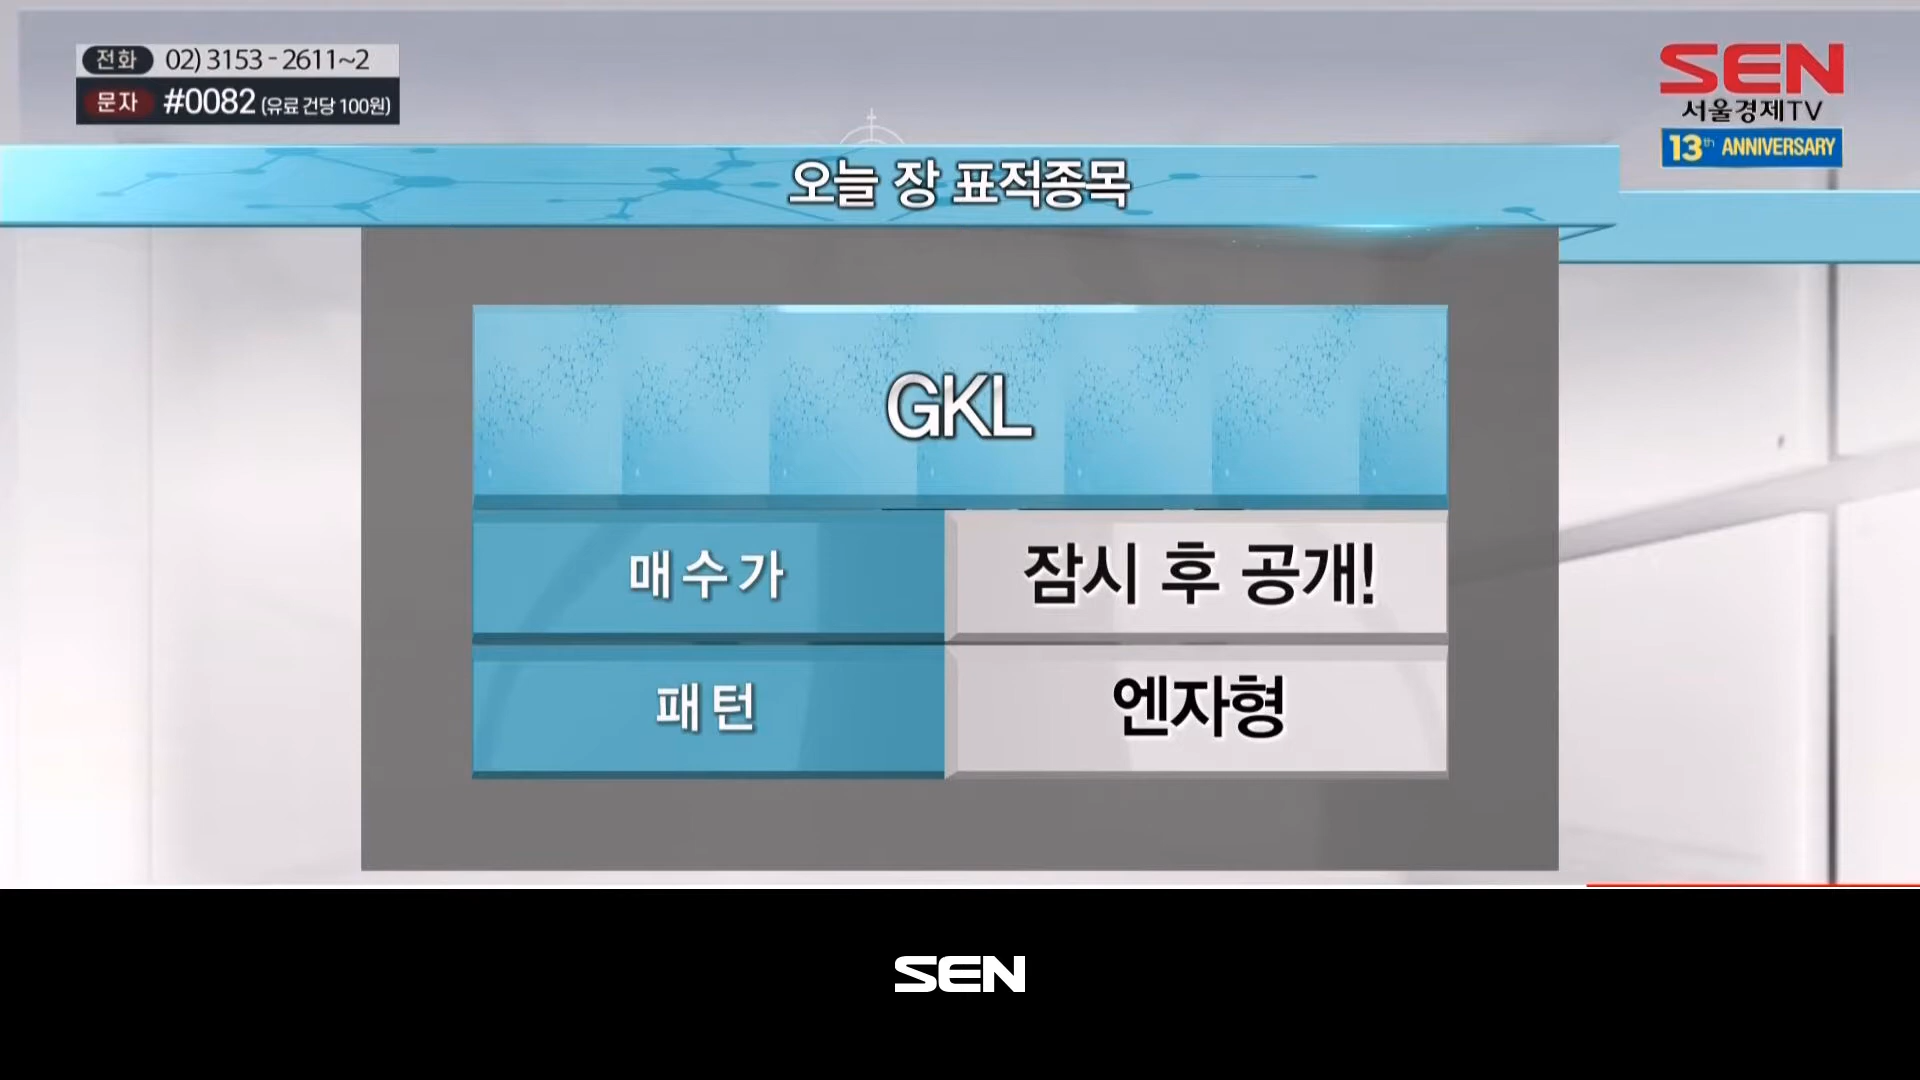 전화 02) 3153 - 2611~2
문자 #0082 (유료 건당 100원)
SEN
서울경제TV
13th ANNIVERSARY
오늘 장 표적종목
GKL
매수가 잠시 후 공개!
패턴 엔자형
SEN